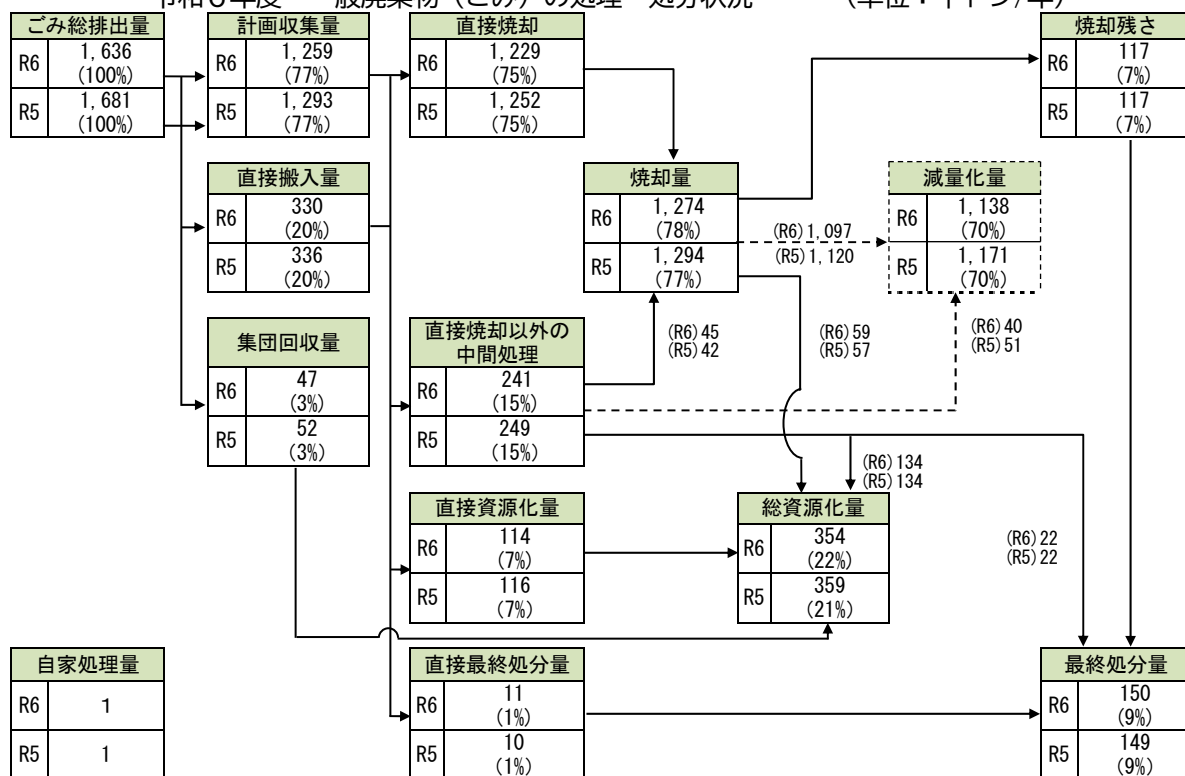 ごみ総排出量
R6 1,636 (100%)
R5 1,681 (100%)
計画収集量
R6 1,259 (77%)
R5 1,293 (77%)
直接焼却
R6 1,229 (75%)
R5 1,252 (75%)
焼却残さ
R6 117 (7%)
R5 117 (7%)
直接搬入量
R6 330 (20%)
R5 336 (20%)
焼却量
R6 1,274 (78%)
R5 1,294 (77%)
(R6)1,097
(R5)1,120
減量化量
R6 1,138 (70%)
R5 1,171 (70%)
集団回収量
R6 47 (3%)
R5 52 (3%)
直接焼却以外の
中間処理
R6 241 (15%)
R5 249 (15%)
(R6)45
(R5)42
(R6)59
(R5)57
(R6)40
(R5)51
(R6)134
(R5)134
直接資源化量
R6 114 (7%)
R5 116 (7%)
総資源化量
R6 354 (22%)
R5 359 (21%)
(R6)22
(R5)22
自家処理量
R6 1
R5 1
直接最終処分量
R6 11 (1%)
R5 10 (1%)
最終処分量
R6 150 (9%)
R5 149 (9%)